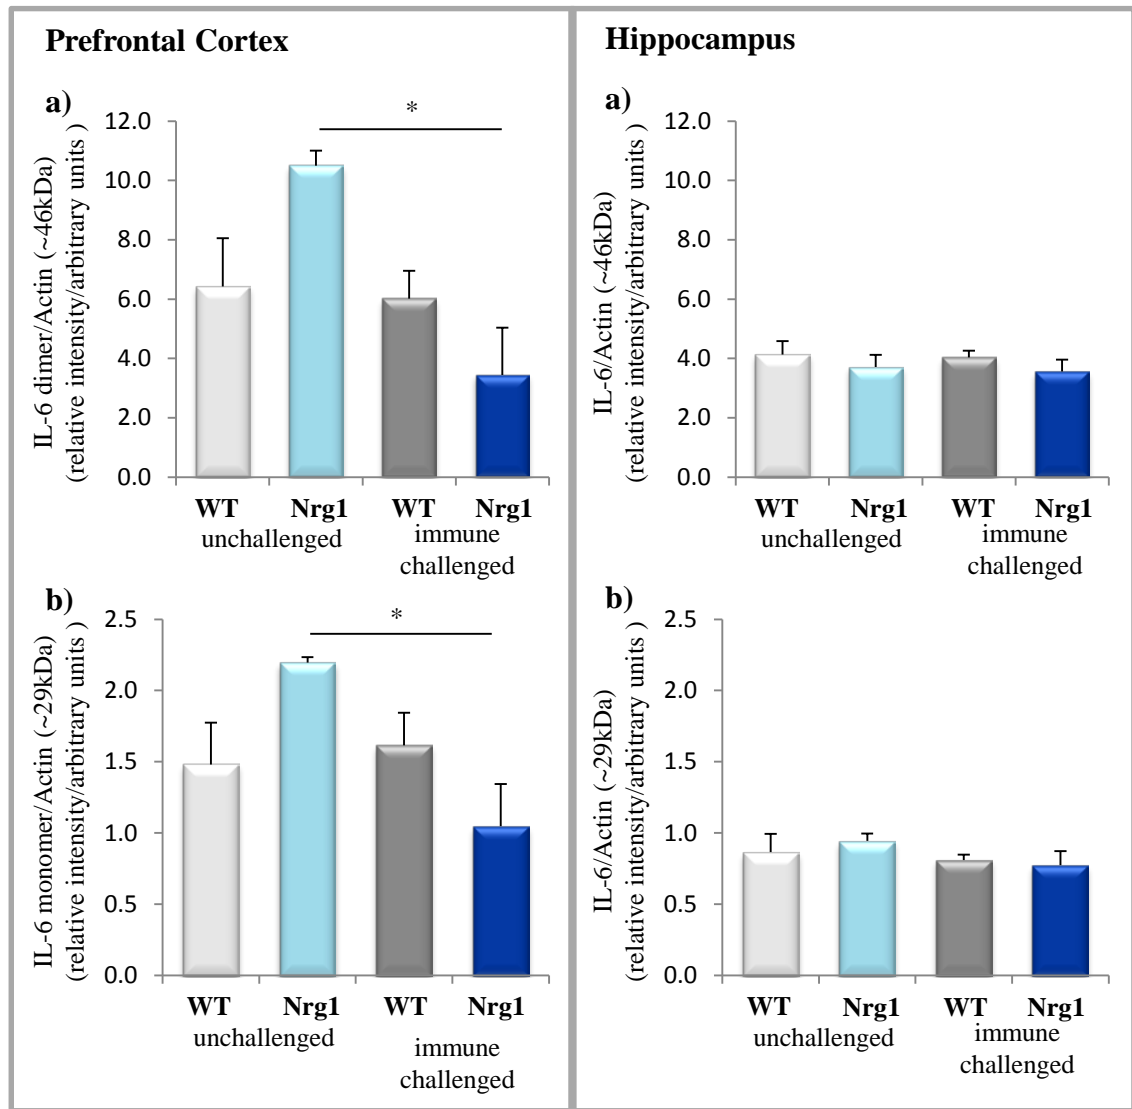 Prefrontal Cortex
a)
*
IL-6 dimer/Actin (~46kDa)
(relative intensity/arbitrary units )
12.0
10.0
8.0
6.0
4.0
2.0
0.0
WT Nrg1 WT Nrg1
unchallenged immune
challenged
b)
*
IL-6 monomer/Actin (~29kDa)
(relative intensity/arbitrary units )
2.5
2.0
1.5
1.0
0.5
0.0
WT Nrg1 WT Nrg1
unchallenged immune
challenged
Hippocampus
a)
IL-6/Actin (~46kDa)
(relative intensity/arbitrary units )
12.0
10.0
8.0
6.0
4.0
2.0
0.0
WT Nrg1 WT Nrg1
unchallenged immune
challenged
b)
IL-6/Actin (~29kDa)
(relative intensity/arbitrary units )
2.5
2.0
1.5
1.0
0.5
0.0
WT Nrg1 WT Nrg1
unchallenged immune
challenged